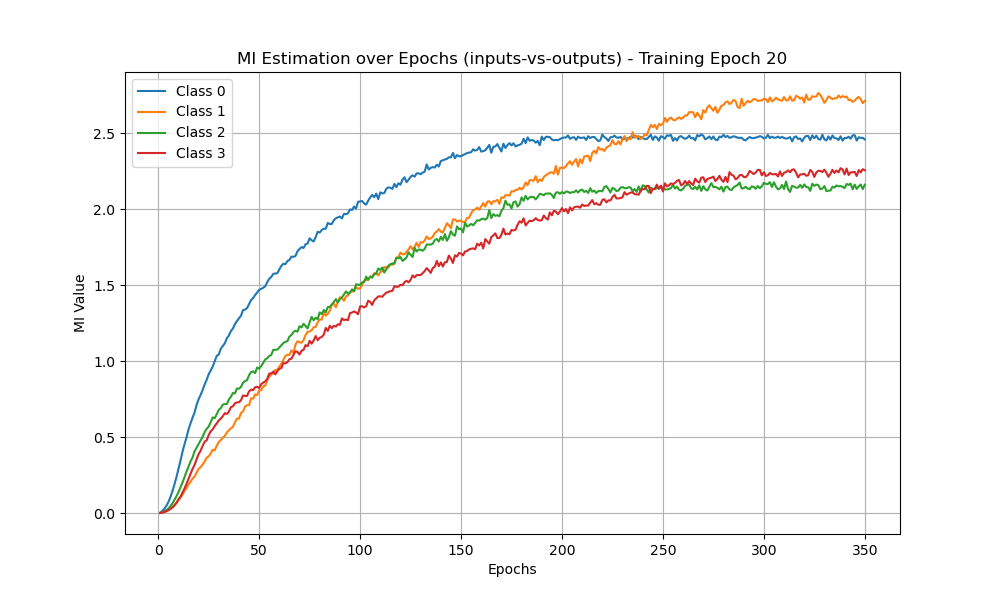 MI Estimation over Epochs (inputs-vs-outputs) - Training Epoch 20
Class 0
Class 1
Class 2
Class 3
MI Value
2.5
2.0
1.5
1.0
0.5
0.0
0 50 100 150 200 250 300 350
Epochs